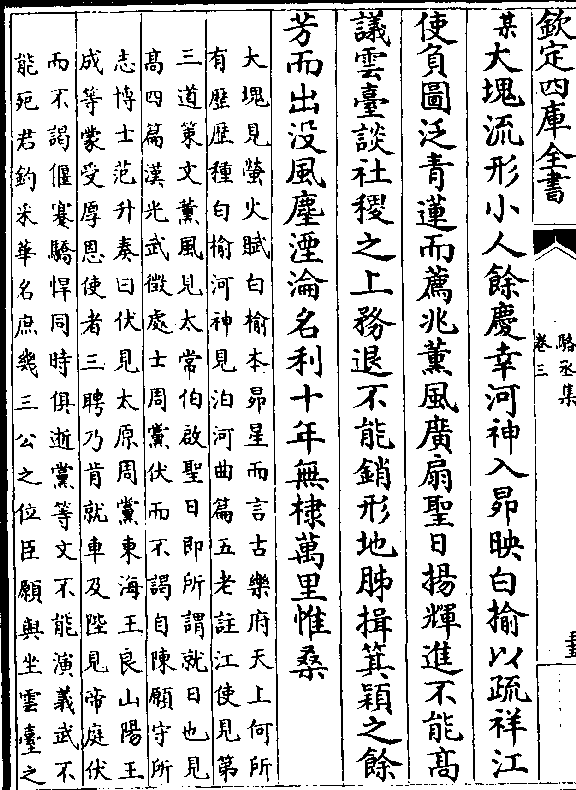 欽定四庫全書
駱丞集
卷三
某大塊流形小人餘慶幸河神入昴映白揄以疏祥江
使負圖泛青蓮而薦兆薰風廣扇聖日揚輝進不能高
議雲臺談社稷之上務退不能銷形地肺揖箕潁之餘
芳而出没風塵湮淪名利十年無棣萬里惟桑
大塊見螢火賦白榆本昴星而言古樂府天上何所
有歴歴種白榆河神見泊河曲篇五老註江使見第
三道策文薰風見太常伯啟聖日即所謂就日也見
高四篇漢光武徵處士周黨伏而不謁自陳願守所
志博士范升奏曰伏見太原周黨東海王良山陽王
成等蒙受厚恩使者三聘乃肯就車及陛見帝庭伏
而不謁偃蹇驕悍同時俱逝黨等文不能演義武不
能死君釣采華名庶幾三公之位臣願與坐雲臺之